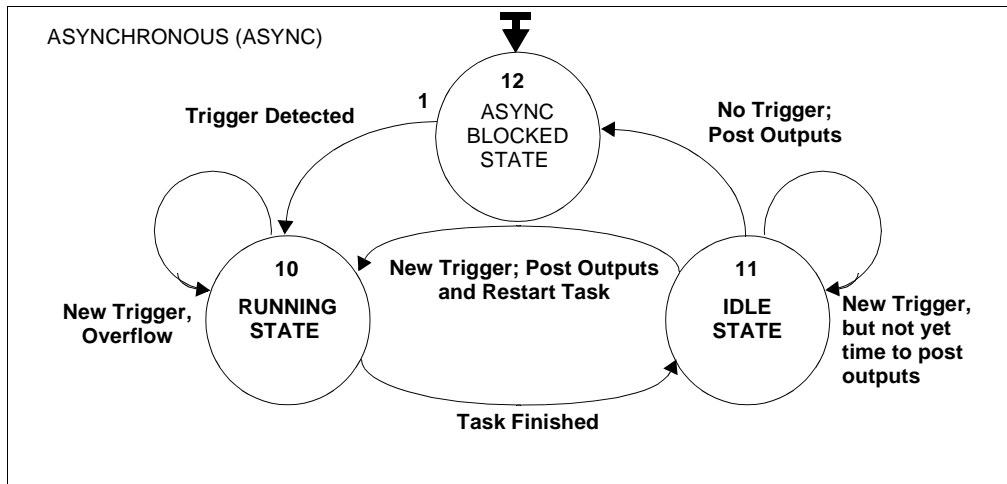 ASYNCHRONOUS (ASYNC)
12
ASYNC
BLOCKED
STATE
1
Trigger Detected
No Trigger;
Post Outputs
10
RUNNING
STATE
New Trigger; Post Outputs
and Restart Task
11
IDLE
STATE
New Trigger,
Overflow
New Trigger,
but not yet
time to post
outputs
Task Finished